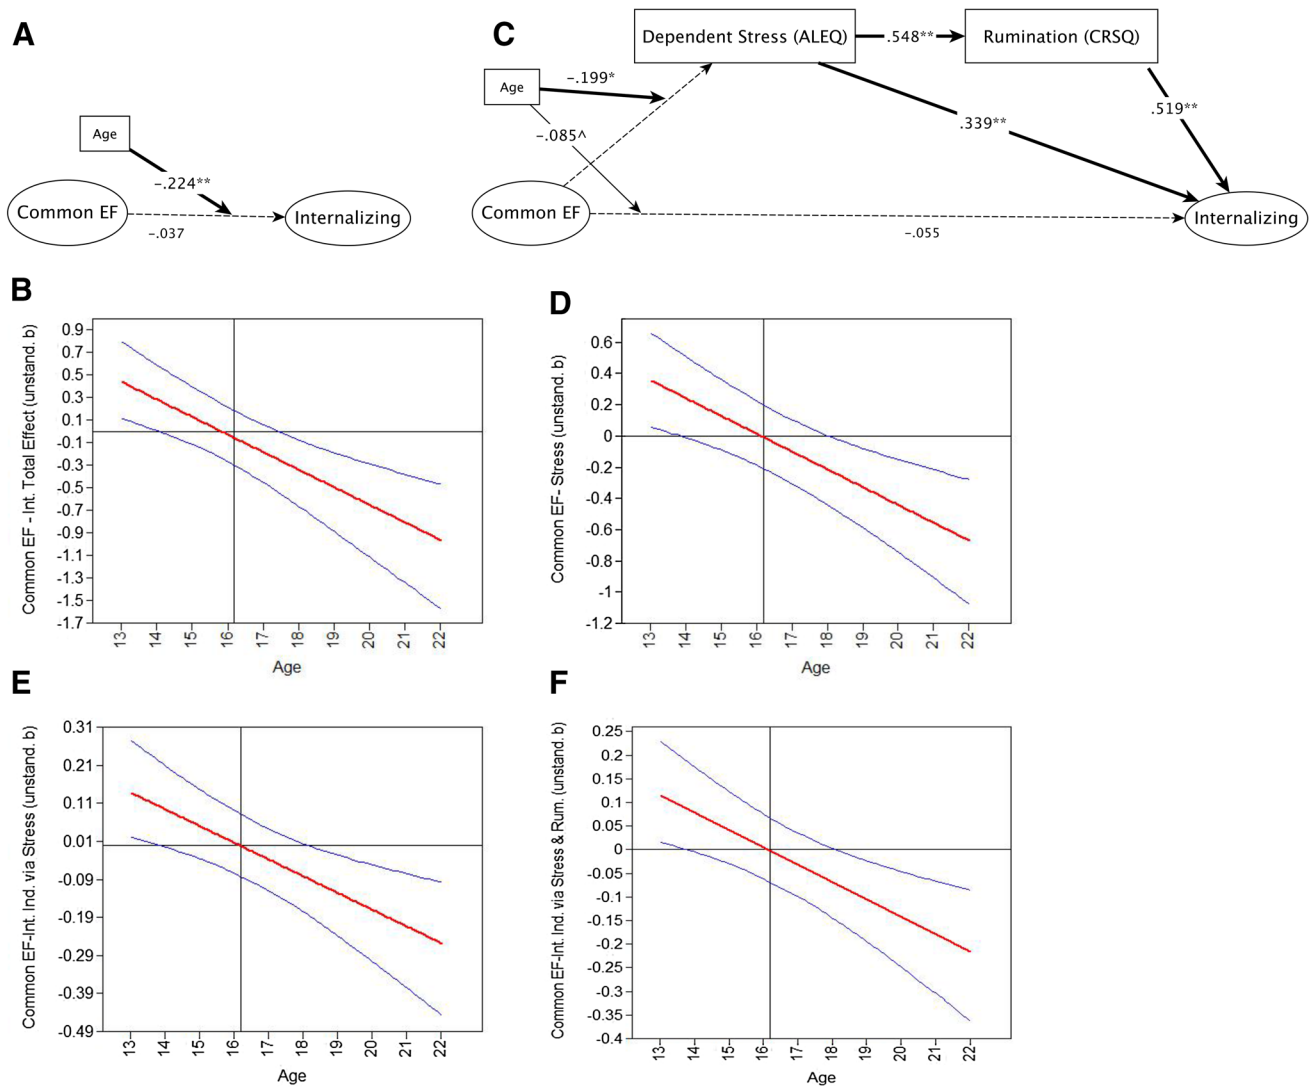 A
Age
-.224**
Common EF
Internalizing
-.037
C
Dependent Stress (ALEQ)
.548**
Rumination (CRSQ)
Age
-.199*
-.085^
.339**
.519**
Common EF
Internalizing
-.055
B
Common EF - Int. Total Effect (unstand. b)
0.9
0.7
0.5
0.3
0.1
-0.1
-0.3
-0.5
-0.7
-0.9
-1.1
-1.3
-1.5
-1.7
13 14 15 16 17 18 19 20 21 22
Age
D
Common EF- Stress (unstand. b)
0.6
0.4
0.2
0
-0.2
-0.4
-0.6
-0.8
-1
-1.2
13 14 15 16 17 18 19 20 21 22
Age
E
Common EF-Int. Ind. via Stress (unstand. b)
0.31
0.21
0.11
0.01
-0.09
-0.19
-0.29
-0.39
-0.49
13 14 15 16 17 18 19 20 21 22
Age
F
Common EF-Int. Ind. via Stress & Rum. (unstand. b)
0.25
0.2
0.15
0.1
0.05
0
-0.05
-0.1
-0.15
-0.2
-0.25
-0.3
-0.35
-0.4
13 14 15 16 17 18 19 20 21 22
Age